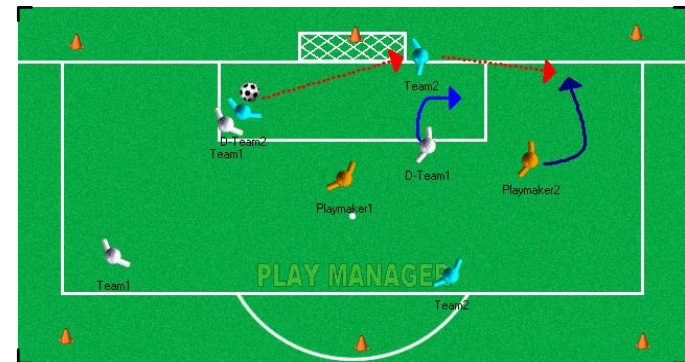 Team2
D-Team2
Team1
D-Team1
Playmaker2
Playmaker1
PLAY MANAGER
Team1
Team2